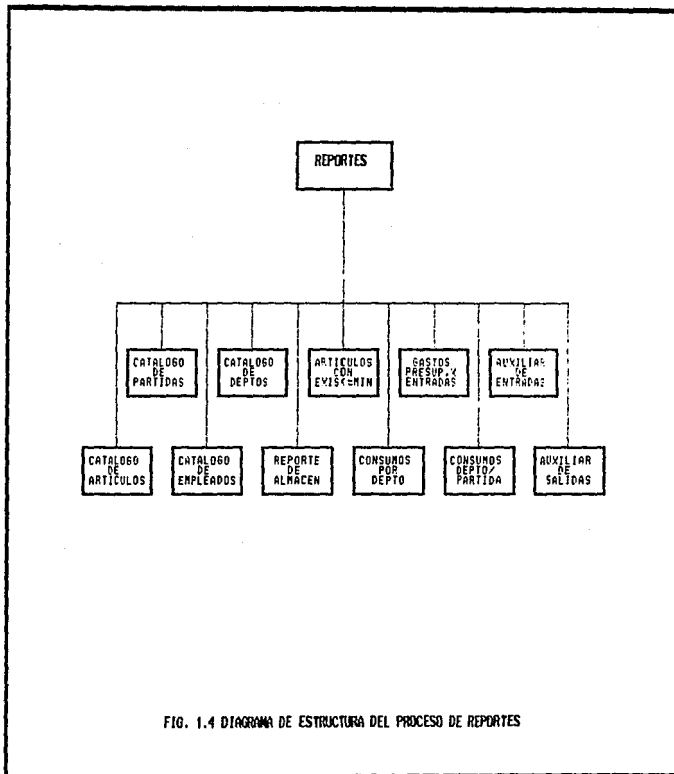 REPORTES
CATALOGO
DE
PARTIDAS
CATALOGO
DE
DEPTOS
ARTICULOS
CON
EXIS<=MIN
GASTOS
PRESUP.X
ENTRADAS
AUXILIAR
DE
ENTRADAS
CATALOGO
DE
ARTICULOS
CATALOGO
DE
EMPLEADOS
REPORTE
DE
ALMACEN
CONSUMOS
POR
DEPTO
CONSUMOS
DEPTO/
PARTIDA
AUXILIAR
DE
SALIDAS
FIG. 1.4 DIAGRAMA DE ESTRUCTURA DEL PROCESO DE REPORTES